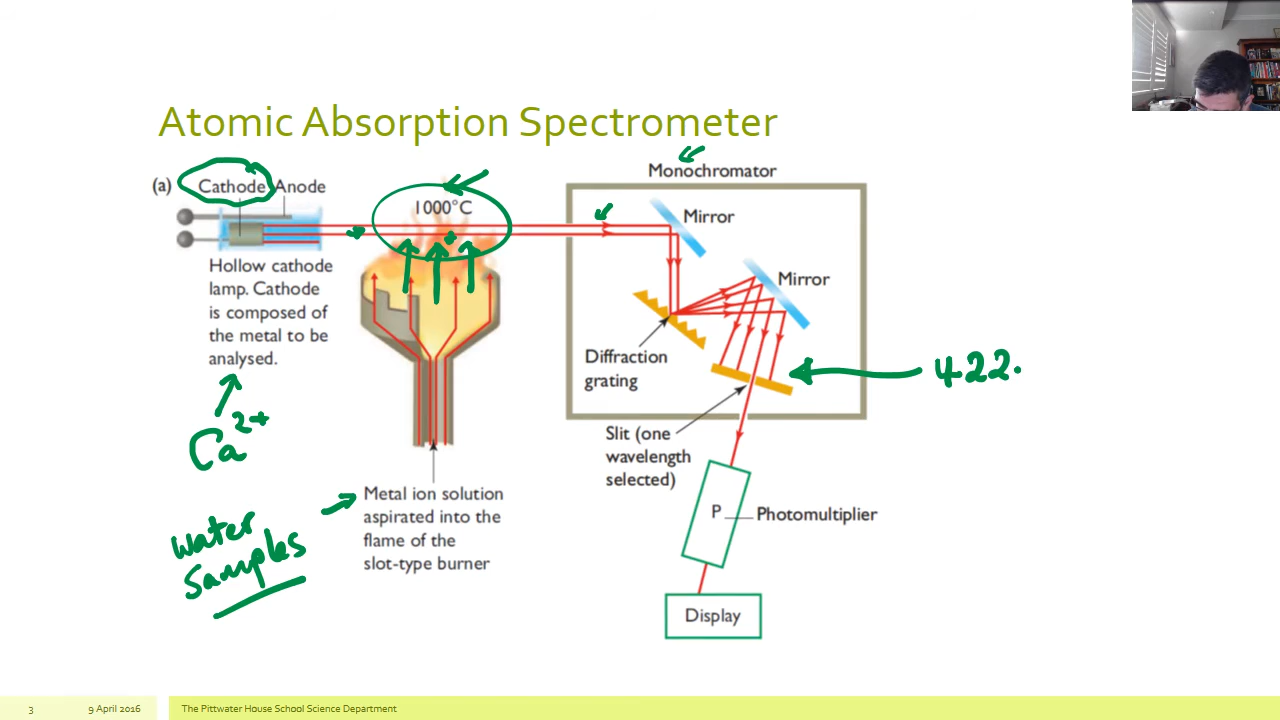 Atomic Absorption Spectrometer
(a)
Cathode Anode
1000°C
Monochromator
Mirror
Mirror
Hollow cathode
lamp. Cathode
is composed of
the metal to be
analysed.
Ca2+
Diffraction
grating
422.
Slit (one
wavelength
selected)
Metal ion solution
aspirated into the
flame of the
slot-type burner
water
samples
P
Photomultiplier
Display
3
9 April 2016
The Pittwater House School Science Department